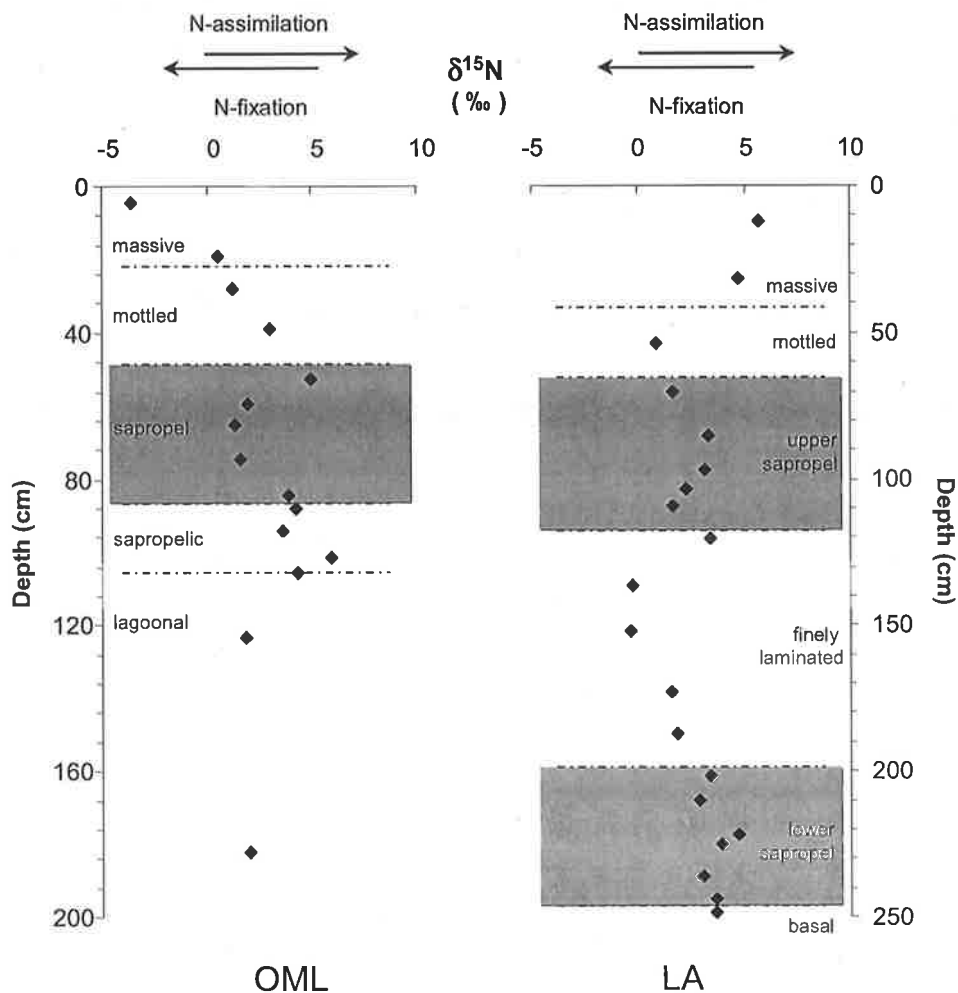 N-assimilation
N-fixation
δ¹⁵N
(‰)
N-assimilation
N-fixation
-5 0 5 10
-5 0 5 10
0
40
80
120
160
200
Depth (cm)
massive
mottled
sapropel
sapropelic
lagoonal
OML
massive
mottled
upper
sapropel
finely
laminated
lower
sapropel
basal
0
50
100
150
200
250
Depth (cm)
LA